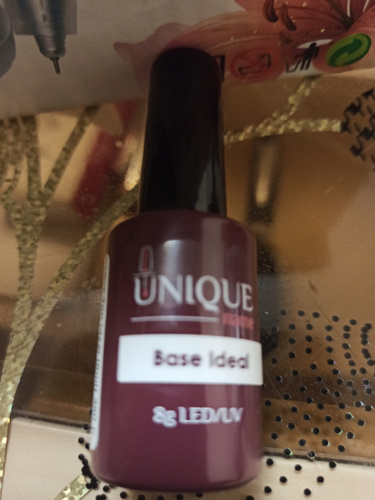 UNIQUE
Base Ideal
8g LED/UV